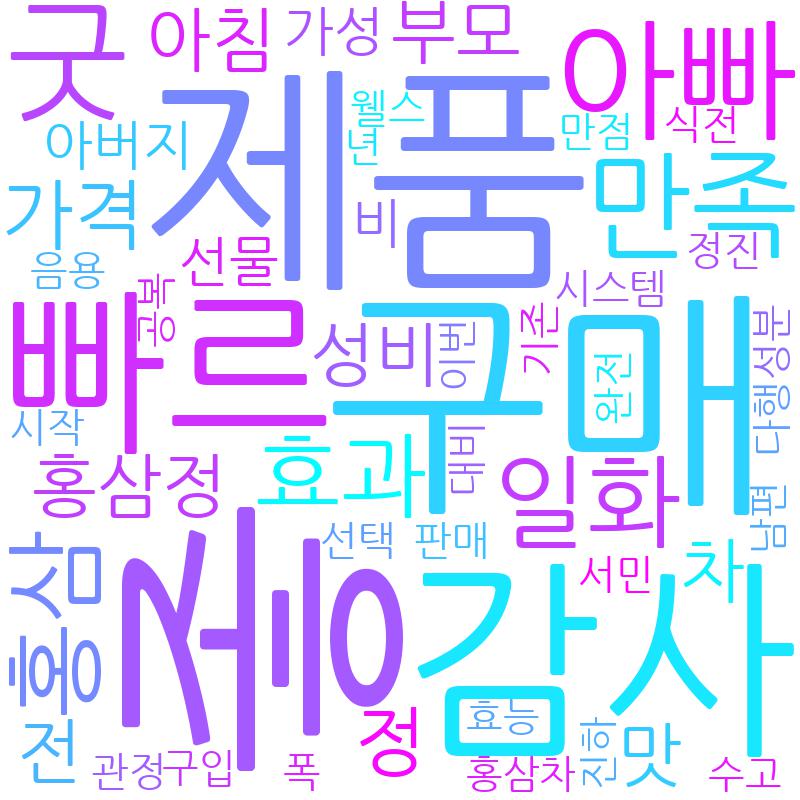 굿
아침
가성
부모
아빠
제품
웰스
년
만점
식전
아버지
가격
비
만족
음용
선물
정진
공복
시스템
빠르
구매
성비
이번
기존
완전
성분
다행
시작
효과
대비
홍삼정
일화
남편
선택
판매
홍삼
좋
감사
서민
차
전
정
효능
진하
맛
관정
구입
폭
홍삼차
수고